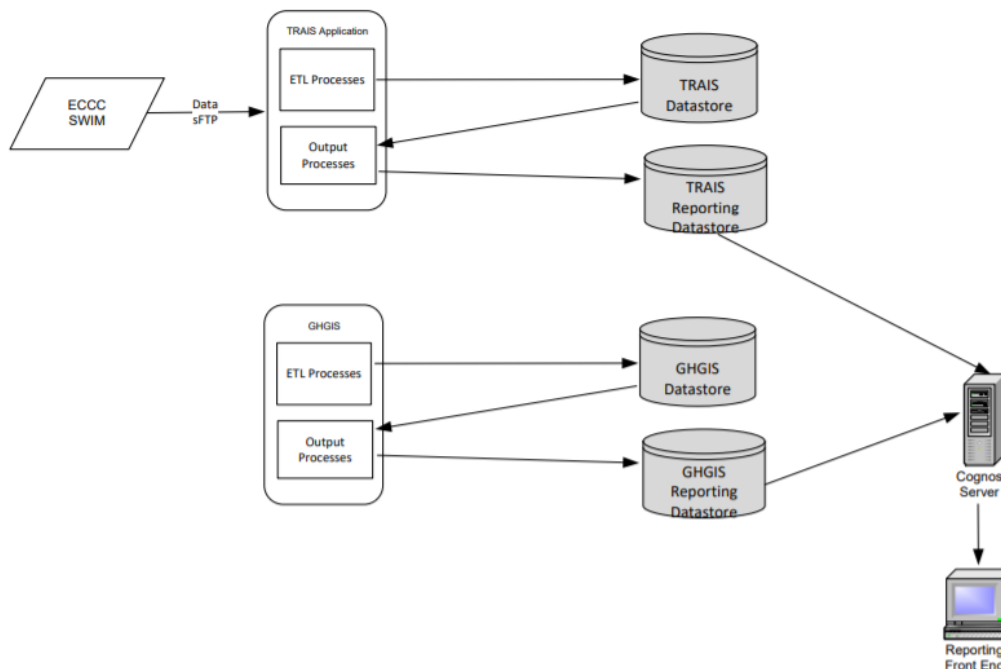 TRAIS Application
ETL Processes
Output
Processes
ECCC
SWIM
Data
sFTP
TRAIS
Datastore
TRAIS
Reporting
Datastore
GHGIS
ETL Processes
Output
Processes
GHGIS
Datastore
GHGIS
Reporting
Datastore
Cognos
Server
Reporting
Front End